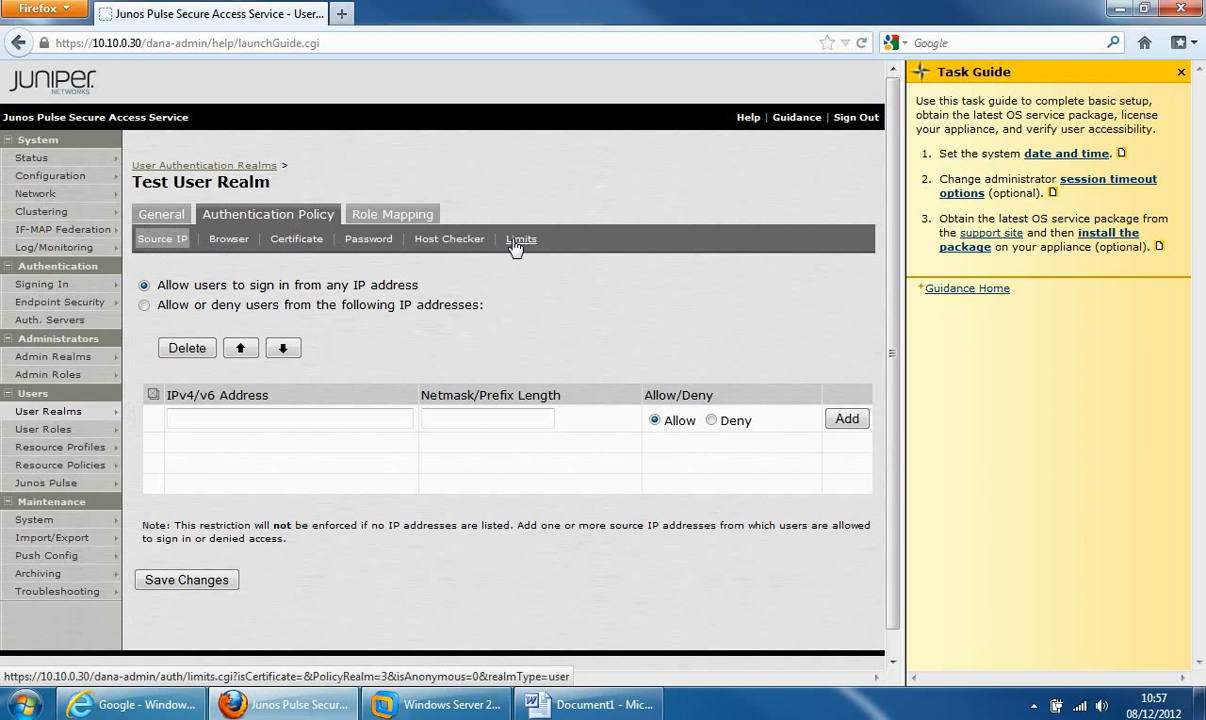 Firefox
Junos Pulse Secure Access Service - User...
https://10.10.0.30/dana-admin/help/launchGuide.cgi
Google
JUNIPER
NETWORKS
Junos Pulse Secure Access Service
Help | Guidance | Sign Out
System
Status
Configuration
Network
Clustering
IF-MAP Federation
Log/Monitoring
Authentication
Signing In
Endpoint Security
Auth. Servers
Administrators
Admin Realms
Admin Roles
Users
User Realms
User Roles
Resource Profiles
Resource Policies
Junos Pulse
Maintenance
System
Import/Export
Push Config
Archiving
Troubleshooting
User Authentication Realms >
Test User Realm
General
Authentication Policy
Role Mapping
Source IP | Browser | Certificate | Password | Host Checker | Limits
Allow users to sign in from any IP address
Allow or deny users from the following IP addresses:
Delete
IPv4/v6 Address
Netmask/Prefix Length
Allow/Deny
Allow
Deny
Add
Note: This restriction will not be enforced if no IP addresses are listed. Add one or more source IP addresses from which users are allowed
to sign in or denied access.
Save Changes
Task Guide
Use this task guide to complete basic setup,
obtain the latest OS service package, license
your appliance, and verify user accessibility.
1. Set the system date and time.
2. Change administrator session timeout
options (optional).
3. Obtain the latest OS service package from
the support site and then install the
package on your appliance (optional).
Guidance Home
https://10.10.0.30/dana-admin/auth/limits.cgi?isCertificate=&PolicyRealm=3&isAnonymous=0&realmType=user
Google - Window...
Junos Pulse Secur...
Windows Server 2...
Document1 - Mic...
10:57
08/12/2012